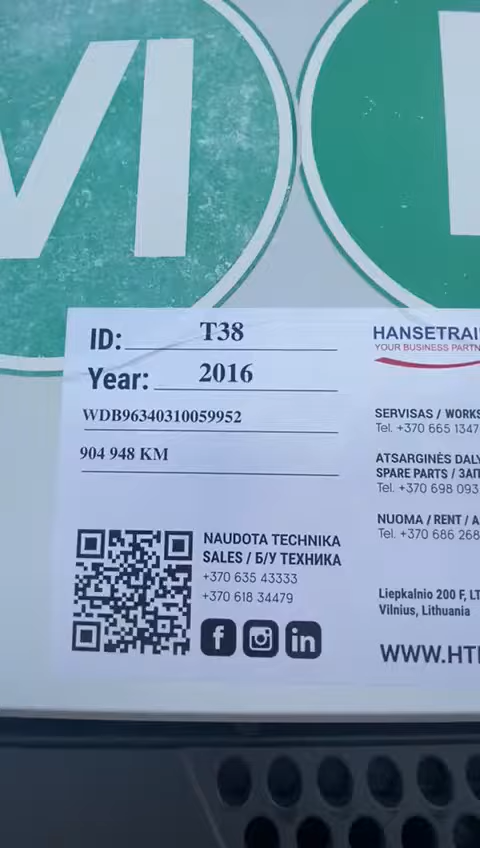 VI
ID: T38
Year: 2016
WDB96340310059952
904 948 KM
NAUDOTA TECHNIKA
SALES / Б/У ТЕХНИКА
+370 635 43333
+370 618 34479
HANSETRAI
YOUR BUSINESS PARTN
SERVISAS / WORKS
Tel. +370 665 1347
ATSARGINĖS DAL
SPARE PARTS / ЗАП
Tel. +370 698 093
NUOMA / RENT / A
Tel. +370 686 268
Liepkalnio 200 F, LT
Vilnius, Lithuania
WWW.HT